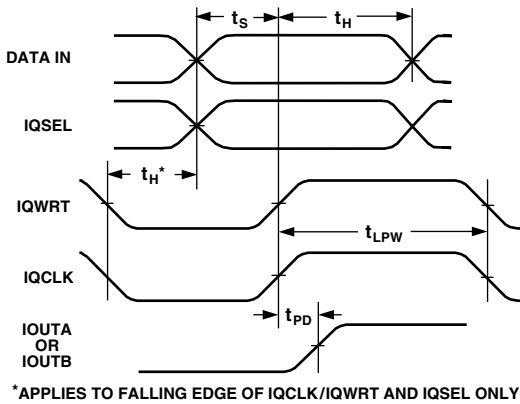 tS
tH
DATA IN
IQSEL
tH*
IQWRT
tLPW
IQCLK
tPD
IOUTA
OR
IOUTB
*APPLIES TO FALLING EDGE OF IQCLK/IQWRT AND IQSEL ONLY